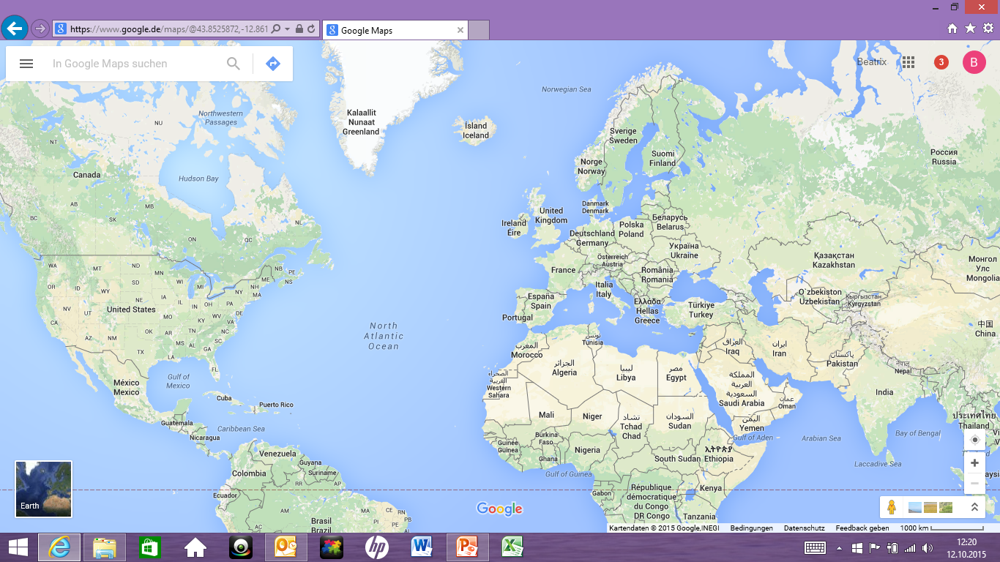 https://www.google.de/maps/@43.8525872,-12.861
Google Maps
In Google Maps suchen
Beatrix
3
B
Norwegian Sea
Northwestern
Passages
NU
NT
Kalaallit
Nunaat
Greenland
Ísland
Iceland
Sverige
Sweden
Norge
Norway
Suomi
Finland
Россия
Russia
Canada
Hudson Bay
AB
BC
SK
MB
ON
QC
NL
NB
PE
NS
Danmark
Denmark
United
Kingdom
Ireland
Éire
Deutschland
Germany
Polska
Poland
Беларусь
Belarus
Україна
Ukraine
Österreich
Austria
France
România
Romania
Italia
Italy
España
Spain
Portugal
Ελλάδα
Hellas
Greece
Türkiye
Turkey
Қазақстан
Kazakhstan
Монгол
Улс
Mongolia
O`zbekiston
Uzbekistan
Кыргызстан
Kyrgyzstan
中国
China
WA
MT
ND
MN
OR
ID
SD
WI
MI
WY
NE
IA
NV
UT
IL
IN
OH
PA
NY
VT
NH
ME
MA
United States
MO
KY
WV
VA
DE
CA
AZ
NM
OK
AR
TN
NC
SC
MS
AL
GA
TX
LA
FL
North
Atlantic
Ocean
Gulf of
Mexico
México
Mexico
Cuba
Puerto Rico
Caribbean Sea
Guatemala
Nicaragua
Venezuela
Guyana
Suriname
Colombia
Ecuador
RR
AP
AM
PA
MA
CE
RN
PI
PB
Brasil
Brazil
تونس
Tunisia
المغرب
Morocco
الجزائر
Algeria
ليبيا
Libya
مصر
Egypt
الصحراء
الغربية
Western
Sahara
العراق
Iraq
ایران
Iran
پاکستان
Pakistan
नेपाल
Nepal
India
المملكة
العربية
السعودية
Saudi Arabia
عمان
Oman
اليمن
Yemen
Gulf of Aden
Arabian Sea
Bay of Bengal
Laccadive Sea
ประเทศไทย
Thailand
Mali
Niger
تشاد
Tchad
Chad
السودان
Sudan
Burkina
Faso
Guinée
Guinea
Ghana
Nigeria
South Sudan
ኢትዮጵያ
Ethiopia
Gulf of Guinea
Gabon
République
démocratique
du Congo
DR Congo
Kenya
Tanzania
Earth
Google
Kartendaten © 2015 Google,INEGI
Bedingungen
Datenschutz
Feedback geben
1000 km
12:20
12.10.2015